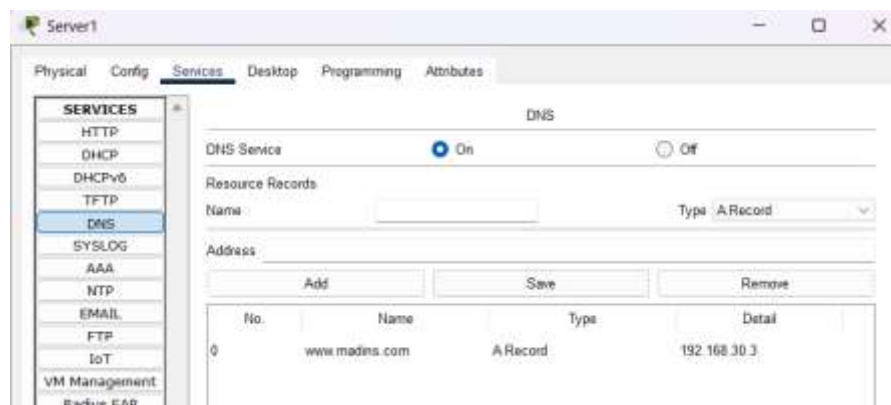 Server1
Physical Config Services Desktop Programming Attributes
SERVICES
HTTP
DHCP
DHCPv6
TFTP
DNS
SYSLOG
AAA
NTP
EMAIL
FTP
IoT
VM Management
Radius EAP
DNS
DNS Service On Off
Resource Records
Name Type A Record
Address
Add Save Remove
No. Name Type Detail
0 www.madins.com A Record 192.168.30.3